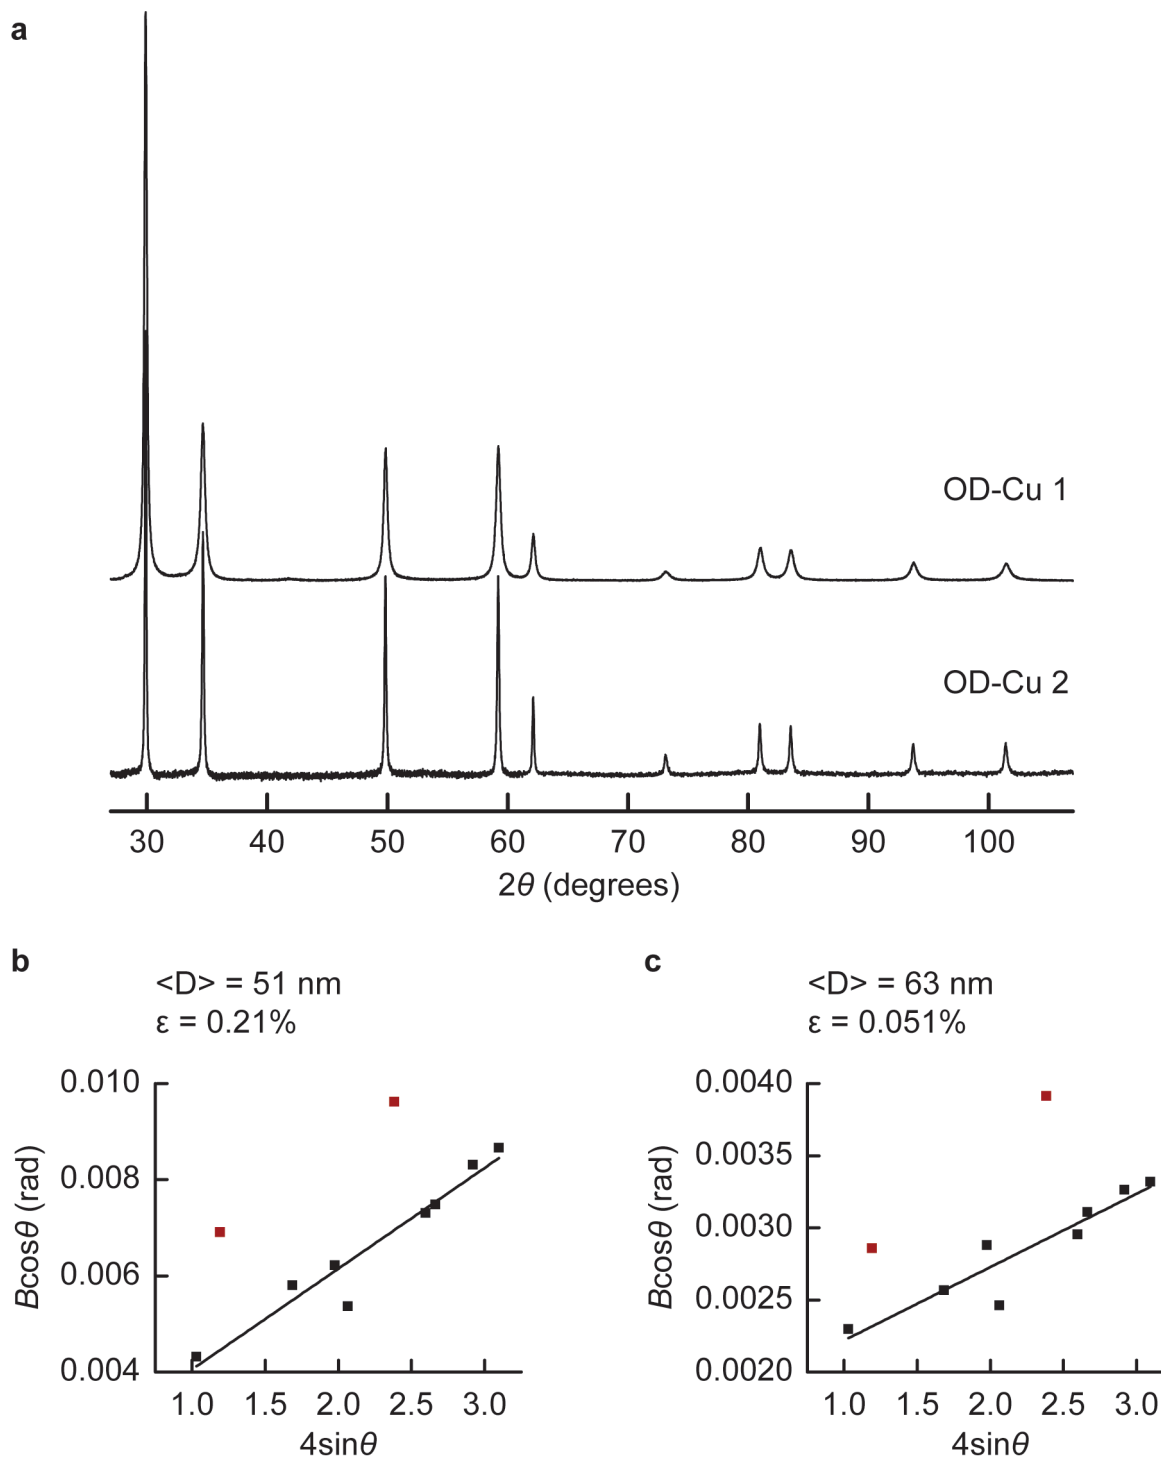 a
OD-Cu 1
OD-Cu 2
30 40 50 60 70 80 90 100
2θ (degrees)
b
<D> = 51 nm
ε = 0.21%
0.010
0.008
0.006
0.004
Bcosθ (rad)
1.0 1.5 2.0 2.5 3.0
4sinθ
c
<D> = 63 nm
ε = 0.051%
0.0040
0.0035
0.0030
0.0025
0.0020
Bcosθ (rad)
1.0 1.5 2.0 2.5 3.0
4sinθ